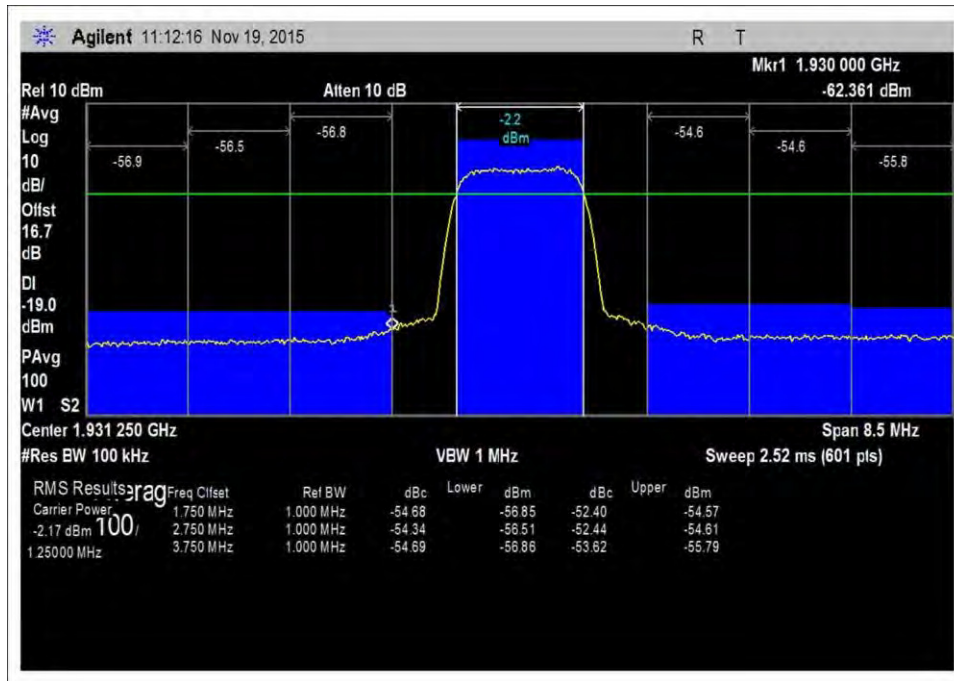 Agilent 11:12:16 Nov 19, 2015 R T
Mkr1 1.930 000 GHz
Ref 10 dBm Atten 10 dB -62.361 dBm
#Avg
Log
10
dB/
Offst
16.7
dB
DI
-19.0
dBm
PAvg
100
W1 S2
-56.9 -56.5 -56.8 -2.2 dBm -54.6 -54.6 -55.8
1
Center 1.931 250 GHz Span 8.5 MHz
#Res BW 100 kHz VBW 1 MHz Sweep 2.52 ms (601 pts)
RMS Results Freq Offset Ref BW dBc Lower dBm dBc Upper dBm
Carrier Power 1.750 MHz 1.000 MHz -54.68 -56.85 -52.40 -54.57
-2.17 dBm 100/ 2.750 MHz 1.000 MHz -54.34 -56.51 -52.44 -54.61
1.25000 MHz 3.750 MHz 1.000 MHz -54.69 -56.86 -53.62 -55.79